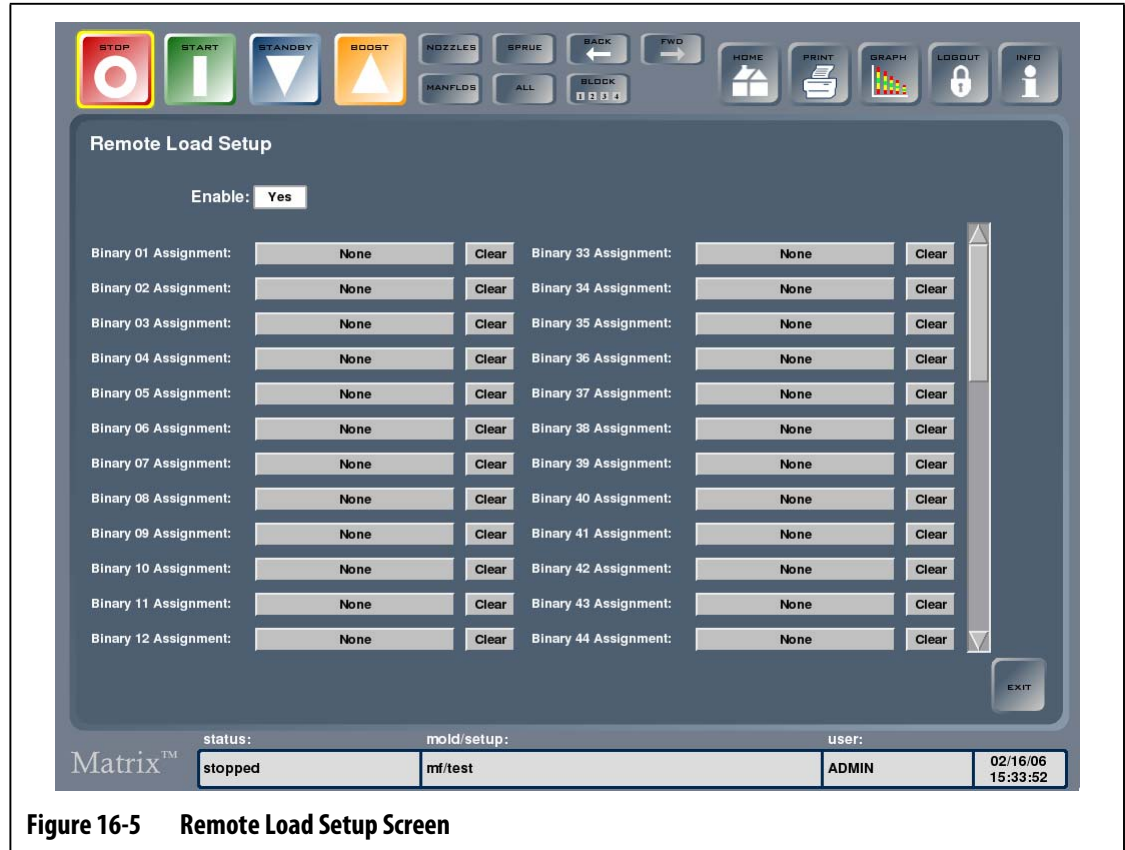 STOP START STANDBY BOOST NOZZLES SPRUE BACK FWD
MANFLDS ALL BLOCK
1 2 3 4
HOME PRINT GRAPH LOGOUT INFO
Remote Load Setup
Enable: Yes
Binary 01 Assignment: None Clear Binary 33 Assignment: None Clear
Binary 02 Assignment: None Clear Binary 34 Assignment: None Clear
Binary 03 Assignment: None Clear Binary 35 Assignment: None Clear
Binary 04 Assignment: None Clear Binary 36 Assignment: None Clear
Binary 05 Assignment: None Clear Binary 37 Assignment: None Clear
Binary 06 Assignment: None Clear Binary 38 Assignment: None Clear
Binary 07 Assignment: None Clear Binary 39 Assignment: None Clear
Binary 08 Assignment: None Clear Binary 40 Assignment: None Clear
Binary 09 Assignment: None Clear Binary 41 Assignment: None Clear
Binary 10 Assignment: None Clear Binary 42 Assignment: None Clear
Binary 11 Assignment: None Clear Binary 43 Assignment: None Clear
Binary 12 Assignment: None Clear Binary 44 Assignment: None Clear
EXIT
status: mold/setup: user:
Matrix™ stopped mf/test ADMIN 02/16/06
15:33:52
Figure 16-5 Remote Load Setup Screen